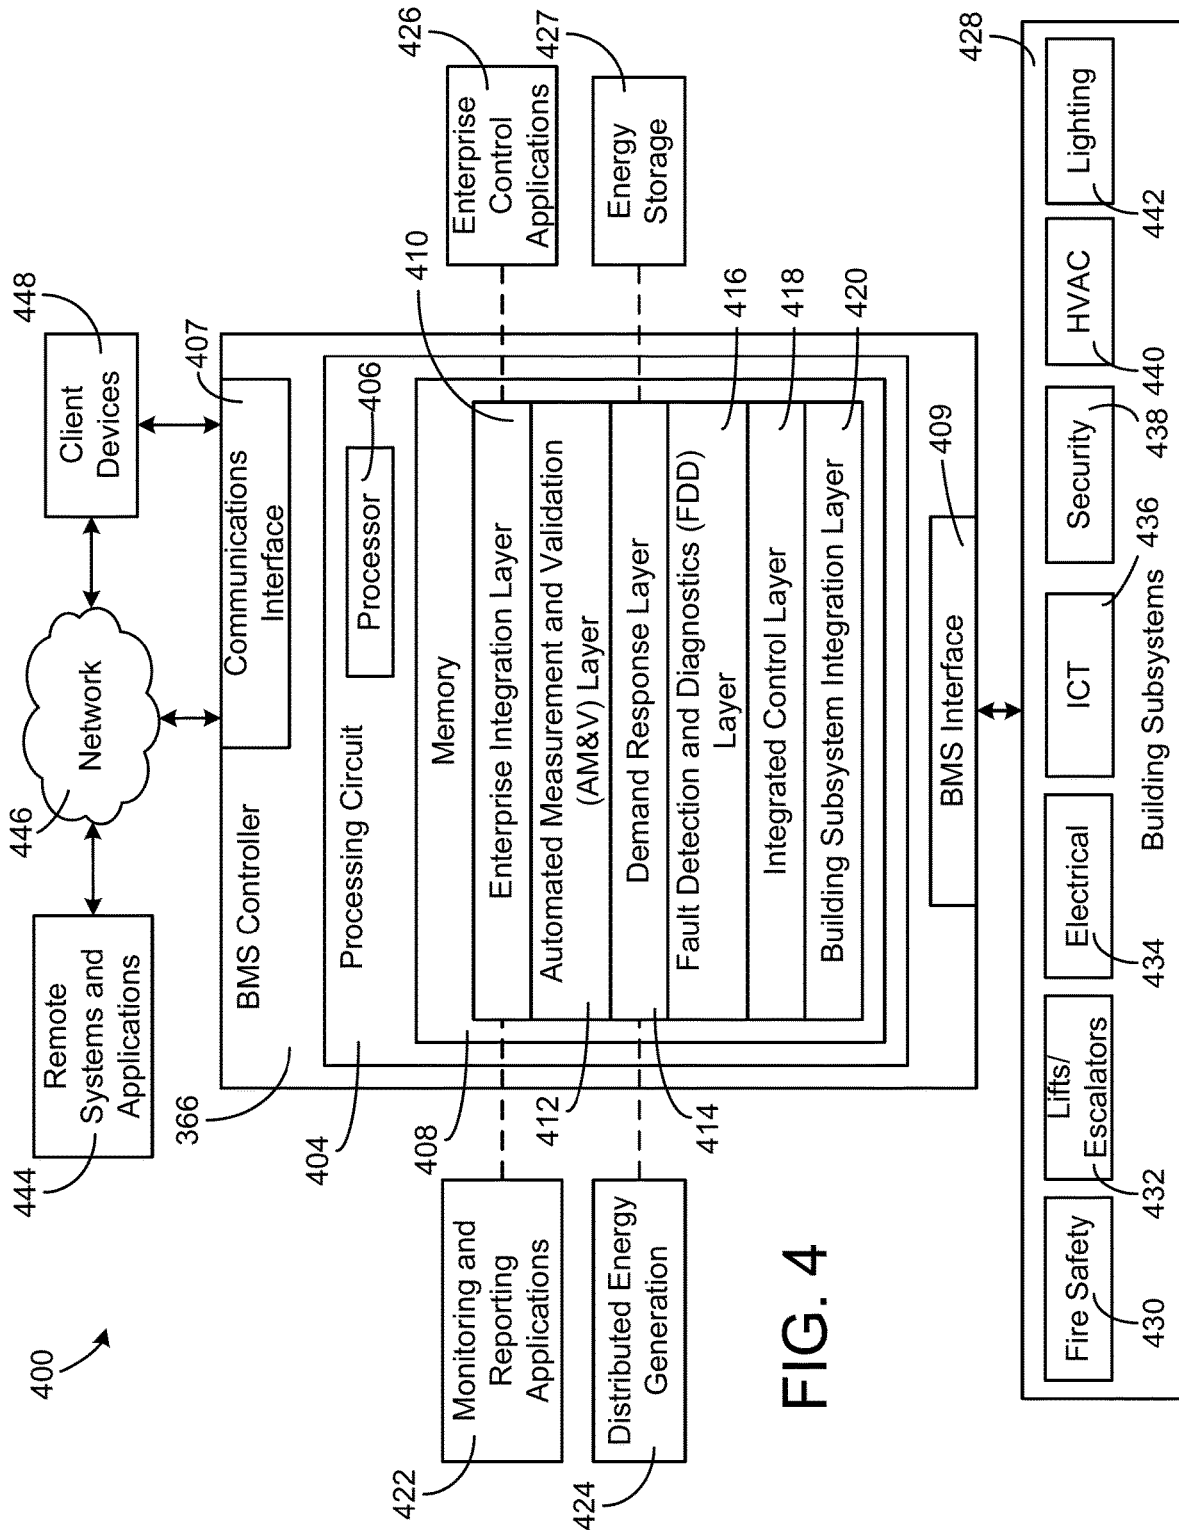 400
444
Remote
Systems and
Applications
446
Network
Client
Devices
448
366
BMS Controller
Communications
Interface
407
404
Processing Circuit
Processor
406
408
Memory
410
Enterprise Integration Layer
412
Automated Measurement and Validation
(AM&V) Layer
414
Demand Response Layer
Fault Detection and Diagnostics (FDD)
Layer
416
Integrated Control Layer
418
Building Subsystem Integration Layer
420
BMS Interface
409
422
Monitoring and
Reporting
Applications
424
Distributed Energy
Generation
426
Enterprise
Control
Applications
427
Energy
Storage
FIG. 4
428
Fire Safety
430
Lifts/
Escalators
432
Electrical
434
ICT
436
Security
438
HVAC
440
Lighting
442
Building Subsystems